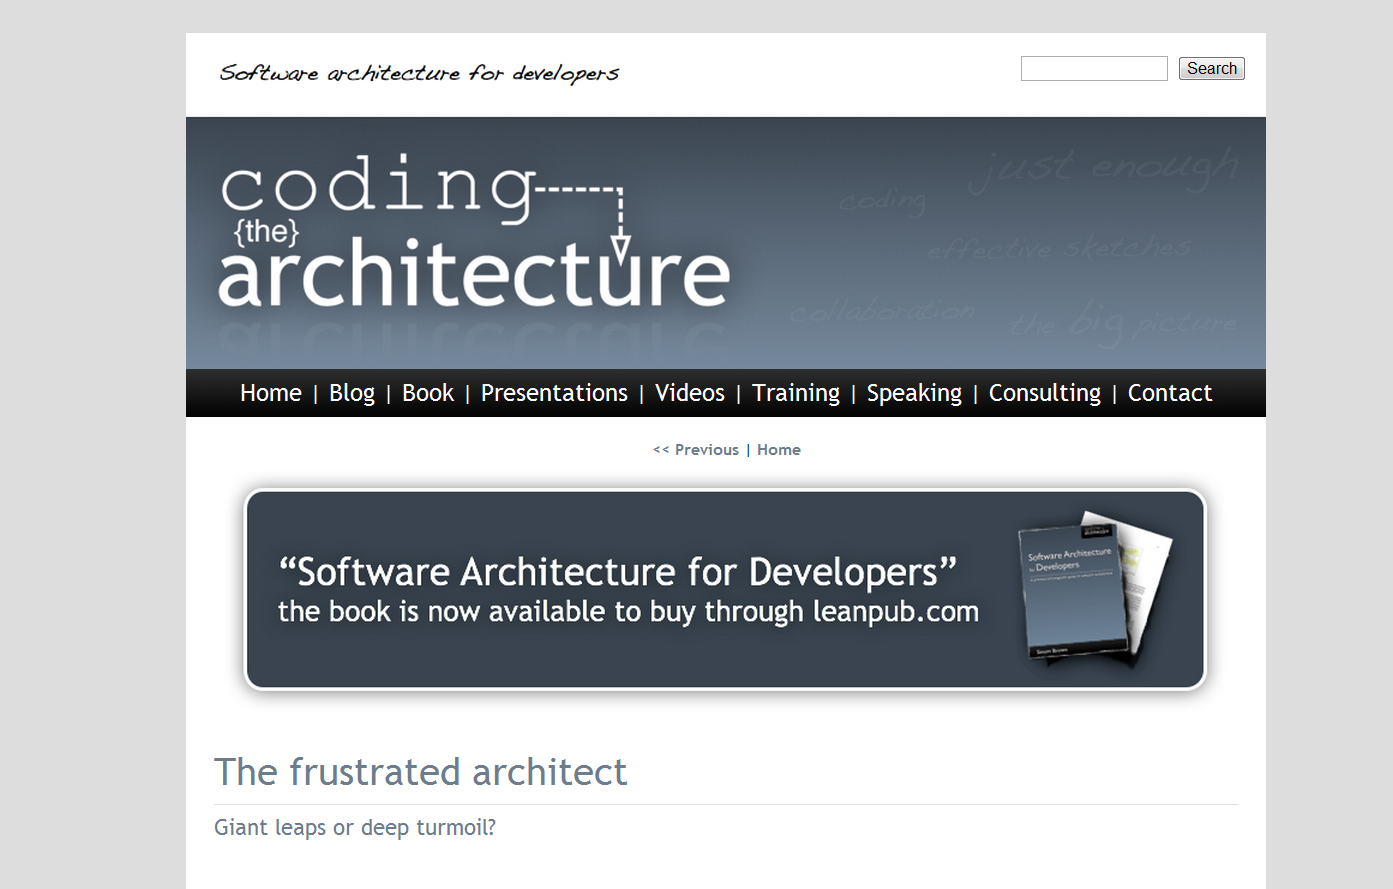 Software architecture for developers
Search
coding
{the}
architecture
just enough
coding
effective sketches
collaboration
the big picture
Home | Blog | Book | Presentations | Videos | Training | Speaking | Consulting | Contact
<< Previous | Home
“Software Architecture for Developers”
the book is now available to buy through leanpub.com
Software Architecture
for Developers
Simon Brown
The frustrated architect
Giant leaps or deep turmoil?